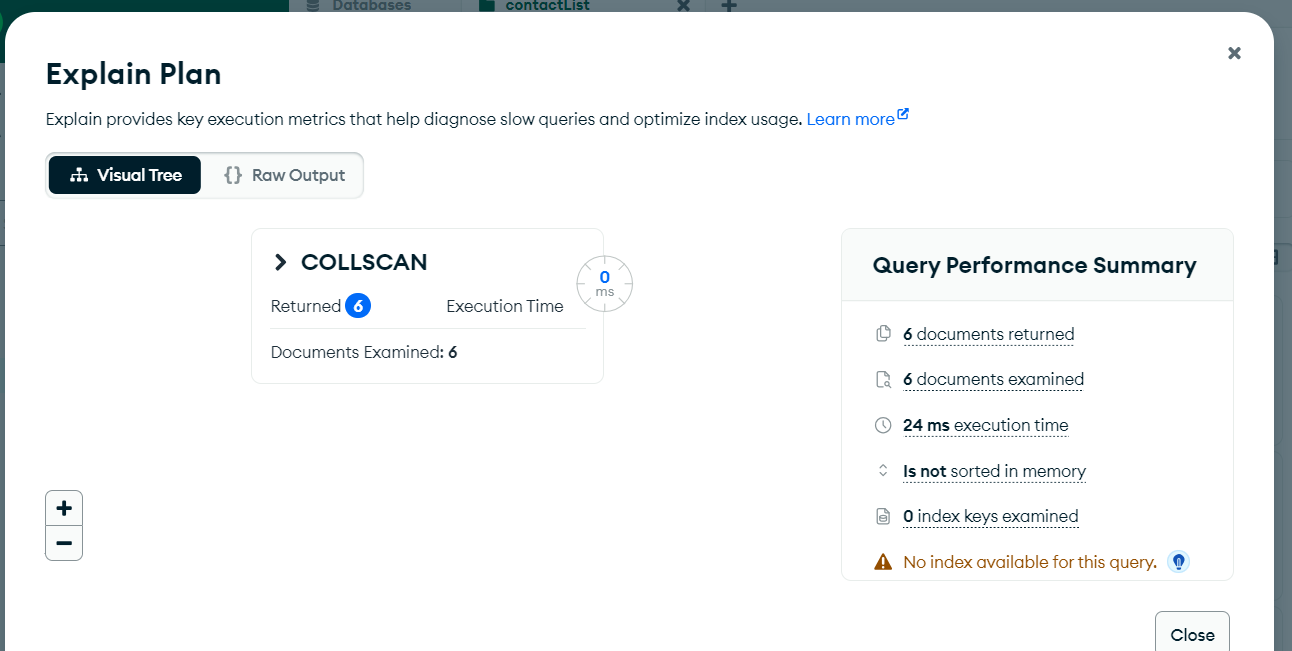 Databases
contactList
Explain Plan
Explain provides key execution metrics that help diagnose slow queries and optimize index usage. Learn more
Visual Tree
{} Raw Output
COLLSCAN
Returned 6
Execution Time
0
ms
Documents Examined: 6
Query Performance Summary
6 documents returned
6 documents examined
24 ms execution time
Is not sorted in memory
0 index keys examined
No index available for this query.
Close